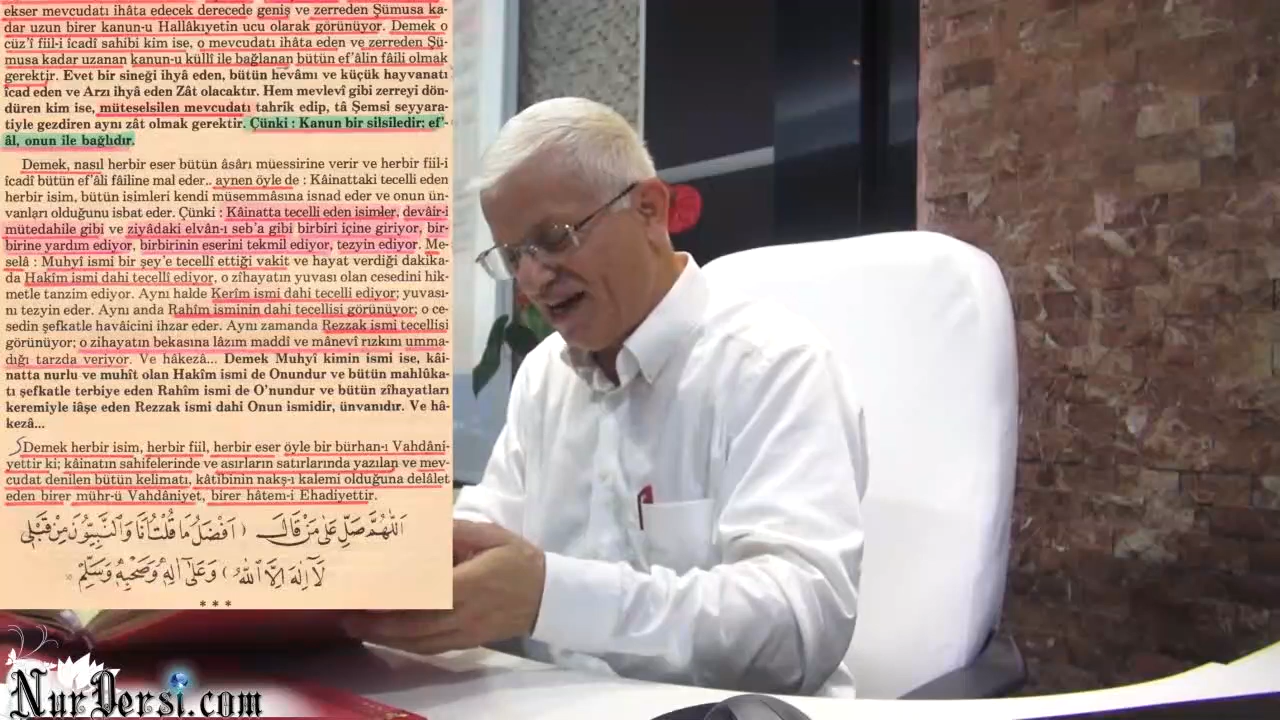 ekser mevcudatı ihâta edecek derecede geniş ve zerreden Şümusa ka-
dar uzun birer kanun-u Hallâkıyetin ucu olarak görünüyor. Demek o
cüz'î fiil-i îcadî sahibi kim ise, o mevcudatı ihâta eden ve zerreden Şü-
musa kadar uzanan kanun-u küllî ile bağlanan bütün ef'âlin fâili olmak
gerektir. Evet bir sineği ihyâ eden, bütün hevâmı ve küçük hayvanatı
îcad eden ve Arzı ihyâ eden Zât olacaktır. Hem mevlevî gibi zerreyi dön-
düren kim ise, müteselsilen mevcudatı tahrik edip, tâ Şemsi seyyara-
tiyle gezdiren aynı zât olmak gerektir. Çünki : Kanun bir silsiledir; ef'-
âl, onun ile bağlıdır.
Demek, nasıl herbir eser bütün âsârı müessirine verir ve herbir fiil-i
îcadî bütün ef'âli fâiline mal eder.. aynen öyle de : Kâinattaki tecelli eden
herbir isim, bütün isimleri kendi müsemmâsına isnad eder ve onun ün-
vanları olduğunu isbat eder. Çünki : Kâinatta tecelli eden isimler, devâir-i
mütedahile gibi ve ziyâdaki elvân-ı seb'a gibi birbiri içine giriyor, bir-
birine yardım ediyor, birbirinin eserini tekmil ediyor, tezyin ediyor. Me-
selâ : Muhyî ismi bir şey'e tecelli ettiği vakit ve hayat verdiği dakika-
da Hakîm ismi dahi tecelli ediyor, o zîhayatın yuvası olan cesedini hik-
metle tanzim ediyor. Aynı halde Kerîm ismi dahi tecelli ediyor; yuvası-
nı tezyin eder. Aynı anda Rahîm isminin dahi tecellisi görünüyor; o ce-
sedin şefkatle havâicini ihzar eder. Aynı zamanda Rezzak ismi tecellisi
görünüyor; o zîhayatın bekasına lâzım maddî ve mânevî rızkını umma-
dığı tarzda veriyor. Ve hâkezâ... Demek Muhyî kimin ismi ise, kâi-
natta nurlu ve muhît olan Hakîm ismi de Onundur ve bütün mahlûka-
tı şefkatle terbiye eden Rahîm ismi de O'nundur ve bütün zîhayatları
keremiyle iâşe eden Rezzak ismi dahi Onun ismidir, ünvanıdır. Ve hâ-
kezâ...
Demek herbir isim, herbir fiil, herbir eser öyle bir bürhan-ı Vahdâni-
yettir ki; kâinatın sahifelerinde ve asırların satırlarında yazılan ve mev-
cudat denilen bütün kelimatı, kâtibinin nakş-ı kalemi olduğuna delâlet
eden birer mühr-ü Vahdâniyet, birer hâtem-i Ehadiyettir.
اَللّٰهُمَّ صَلِّ عَلٰى مَنْ قَالَ ( اَفْضَلُ مَا قُلْتُ اَنَا وَالنَّبِيُّونَ مِنْ قَبْلِى
لَآ اِلٰهَ اِلَّا اللّٰهُ ) وَعَلٰٓى اٰلِهٖ وَصَحْبِهٖ وَسَلِّمْ
* * *
NurDersi.com